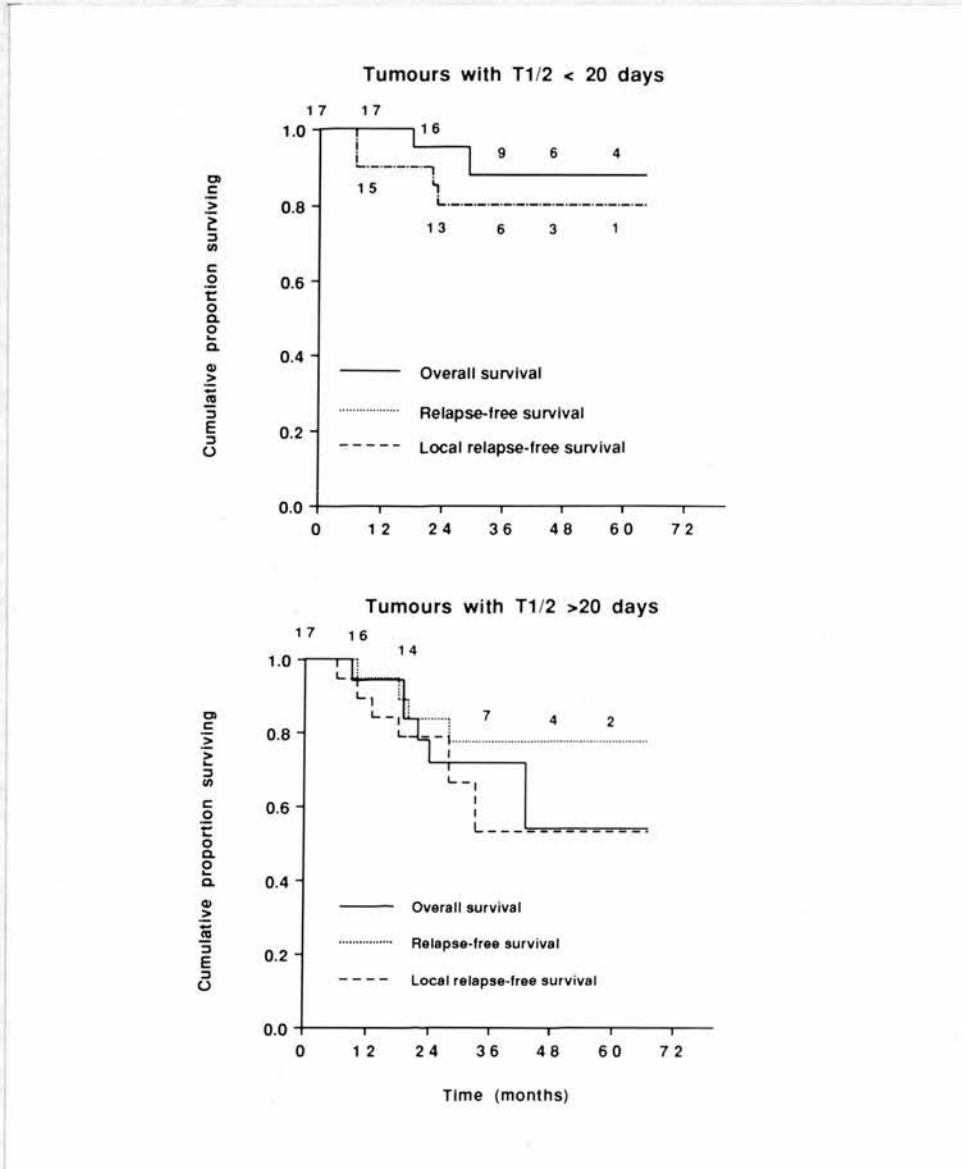 Tumours with T1/2 < 20 days
17 17 16 9 6 4
1.0
15 13 6 3 1
0.8
0.6
0.4
0.2
0.0
Cumulative proportion surviving
Overall survival
Relapse-free survival
Local relapse-free survival
0 12 24 36 48 60 72
Tumours with T1/2 >20 days
17 16 14 7 4 2
1.0
0.8
0.6
0.4
0.2
0.0
Cumulative proportion surviving
Overall survival
Relapse-free survival
Local relapse-free survival
0 12 24 36 48 60 72
Time (months)